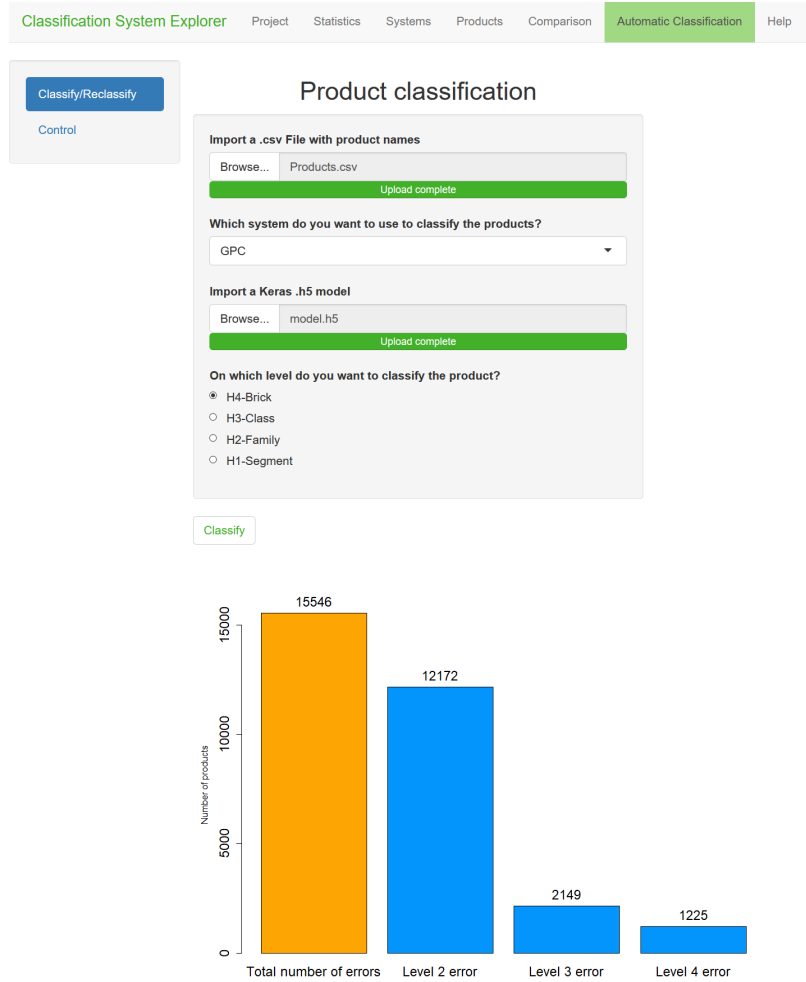 Classification System Explorer Project Statistics Systems Products Comparison Automatic Classification Help
Classify/Reclassify
Control
Product classification
Import a .csv File with product names
Browse... Products.csv
Upload complete
Which system do you want to use to classify the products?
GPC
Import a Keras .h5 model
Browse... model.h5
Upload complete
On which level do you want to classify the product?
H4-Brick
H3-Class
H2-Family
H1-Segment
Classify
Number of products
15000
10000
5000
0
15546
12172
2149
1225
Total number of errors Level 2 error Level 3 error Level 4 error